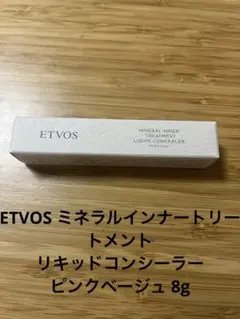 ETVOS
MINERAL INNER
TREATMENT
LIQUID CONCEALER
ETVOS ミネラルインナートリー
トメント
リキッドコンシーラー
ピンクベージュ 8g